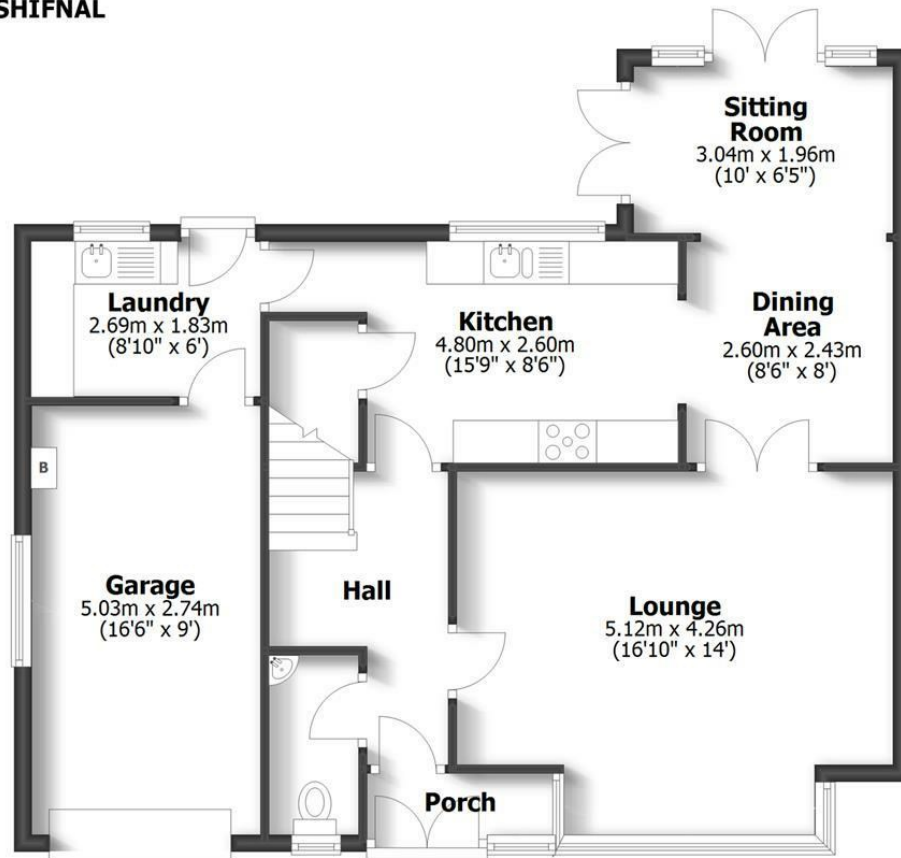 SHIFNAL
Sitting
Room
3.04m x 1.96m
(10' x 6'5")
Laundry
2.69m x 1.83m
(8'10" x 6')
Kitchen
4.80m x 2.60m
(15'9" x 8'6")
Dining
Area
2.60m x 2.43m
(8'6" x 8')
B
Garage
5.03m x 2.74m
(16'6" x 9')
Hall
Lounge
5.12m x 4.26m
(16'10" x 14')
Porch